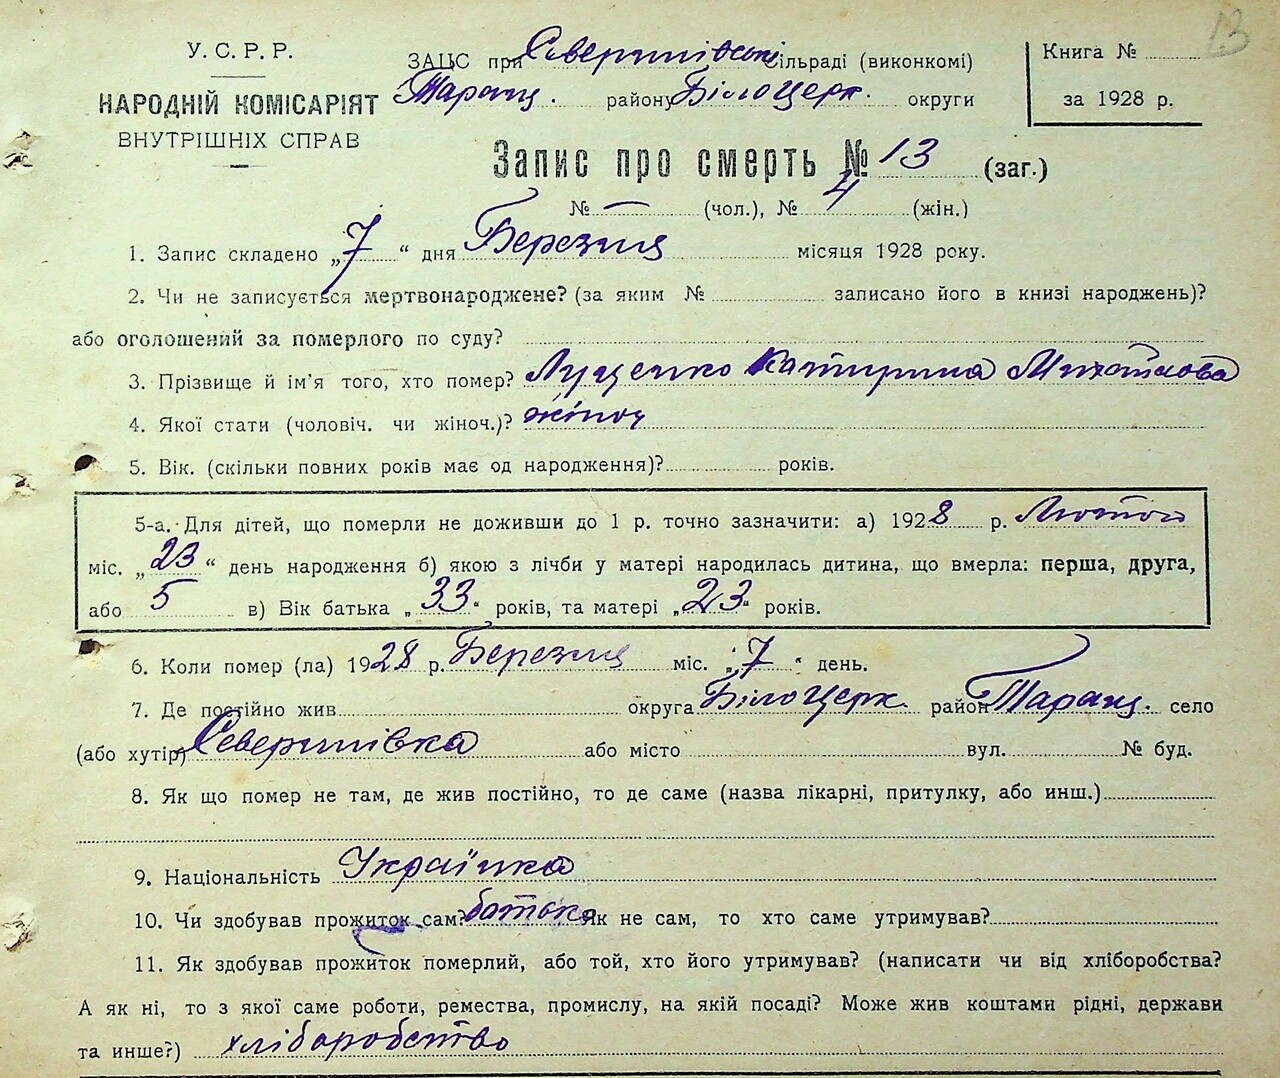 13
У.С.Р.Р.
НАРОДНІЙ КОМІСАРІЯТ
ВНУТРІШНІХ СПРАВ
ЗАЦС при Северинівські сільраді (виконкомі)
Таращ. району Білоцерк. округи
Книга №
за 1928 р.
Запис про смерть № 13 (заг.)
№ — (чол.), № 4 (жін.)
1. Запис складено „7“ дня Березня місяця 1928 року.
2. Чи не записується мертвонароджене? (за яким № записано його в книзі народжень)?
або оголошений за померлого по суду?
3. Прізвище й ім'я того, хто помер? Луценко Катирина Михайлова
4. Якої стати (чоловіч. чи жіноч.)? жіноч
5. Вік. (скільки повних років має од народження)? років.
5-а. Для дітей, що померли не доживши до 1 р. точно зазначити: а) 1928 р. Лютого
міс. „23“ день народження б) якою з лічби у матері народилась дитина, що вмерла: перша, друга,
або 5 в) Вік батька „33“ років, та матері „23“ років.
6. Коли помер (ла) 1928 р. Березня міс. „7“ день.
7. Де постійно жив округа Білоцерк. район Таращ. село
(або хутір) Северинівка або місто вул. № буд.
8. Як що помер не там, де жив постійно, то де саме (назва лікарні, притулку, або инш.)
9. Національність Українка
10. Чи здобував прожиток сам? батько Як не сам, то хто саме утримував?
11. Як здобував прожиток померлий, або той, хто його утримував? (написати чи від хліборобства?
А як ні, то з якої саме роботи, ремества, промислу, на якій посаді? Може жив коштами рідні, держави
та инше?) хліборобство